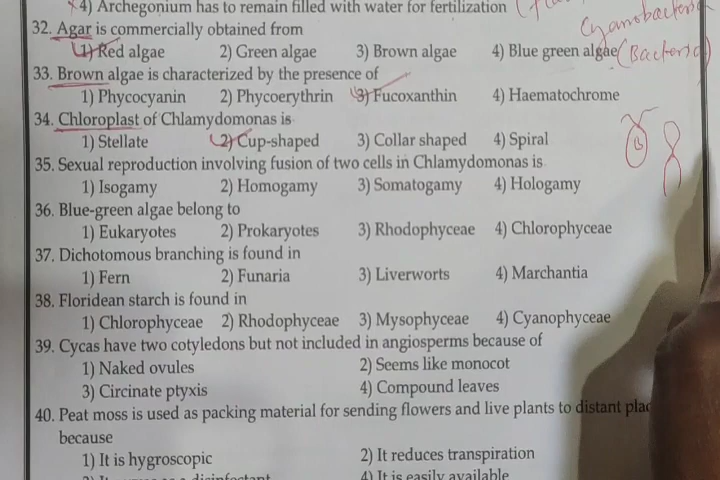 4) Archegonium has to remain filled with water for fertilization
Cyanobacteria
32. Agar is commercially obtained from
1) Red algae 2) Green algae 3) Brown algae 4) Blue green algae (Bacteria)
33. Brown algae is characterized by the presence of
1) Phycocyanin 2) Phycoerythrin 3) Fucoxanthin 4) Haematochrome
34. Chloroplast of Chlamydomonas is
1) Stellate 2) Cup-shaped 3) Collar shaped 4) Spiral
35. Sexual reproduction involving fusion of two cells in Chlamydomonas is
1) Isogamy 2) Homogamy 3) Somatogamy 4) Hologamy
36. Blue-green algae belong to
1) Eukaryotes 2) Prokaryotes 3) Rhodophyceae 4) Chlorophyceae
37. Dichotomous branching is found in
1) Fern 2) Funaria 3) Liverworts 4) Marchantia
38. Floridean starch is found in
1) Chlorophyceae 2) Rhodophyceae 3) Mysophyceae 4) Cyanophyceae
39. Cycas have two cotyledons but not included in angiosperms because of
1) Naked ovules 2) Seems like monocot
3) Circinate ptyxis 4) Compound leaves
40. Peat moss is used as packing material for sending flowers and live plants to distant plac
because
1) It is hygroscopic 2) It reduces transpiration
4) It is easily available